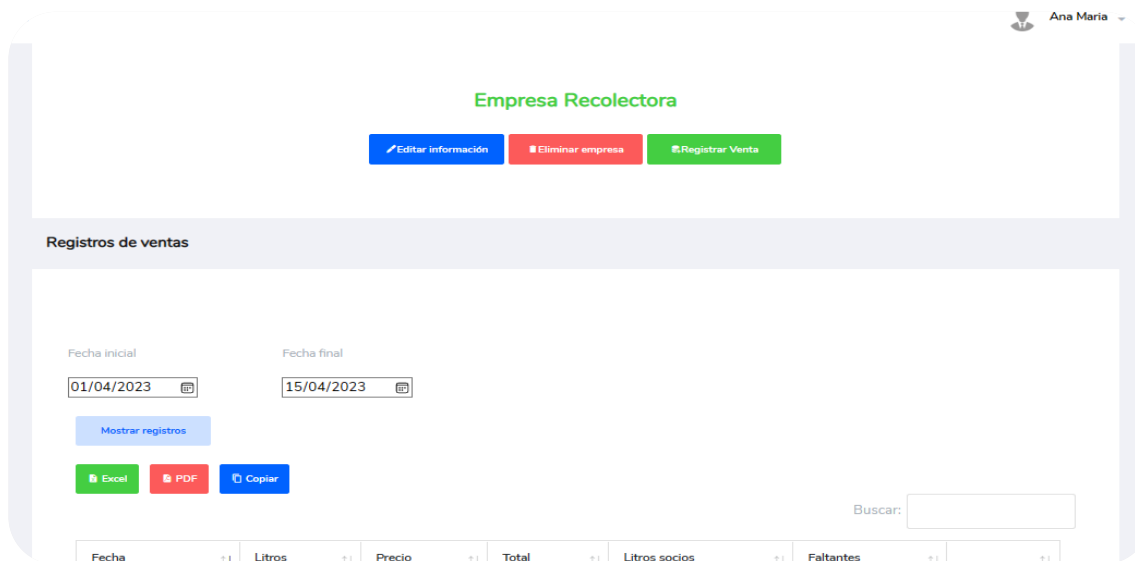 Ana Maria
Empresa Recolectora
Editar información Eliminar empresa Registrar Venta
Registros de ventas
Fecha inicial Fecha final
01/04/2023 15/04/2023
Mostrar registros
Excel PDF Copiar
Buscar:
Fecha Litros Precio Total Litros socios Faltantes